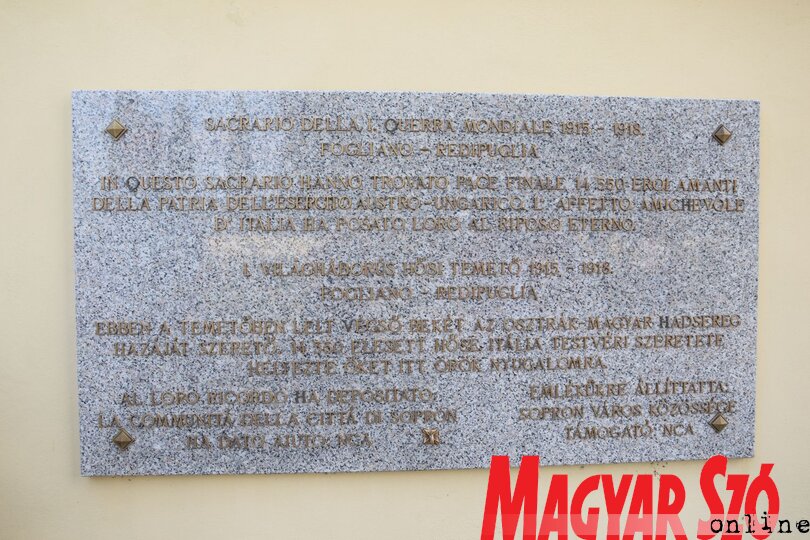 SACRARIO DELLA I. QUERRA MONDIALE 1915.- 1918.
FOGLIANO - REDIPUGLIA
IN QUESTO SACRARIO HANNO TROVATO PACE FINALE 14 550 EROI AMANTI
DELLA PATRIA DELL'ESERCITO AUSTRO-UNGARICO. L' AFFETTO AMICHEVOLE
D' ITALIA HA POSATO LORO AL RIPOSO ETERNO.
I. VILÁGHÁBORÚS HŐSI TEMETŐ 1915. - 1918.
FOGLIANO - REDIPUGLIA
EBBEN A TEMETŐBEN LELT VÉGSŐ BÉKÉT AZ OSZTRÁK-MAGYAR HADSEREG
HAZÁJÁT SZERETŐ 14 550 ELESETT HŐSE. ITÁLIA TESTVÉRI SZERETETE
HELYEZTE ŐKET ITT ÖRÖK NYUGALOMRA.
AL LORO RICORDO HA DEPOSITATO:
LA COMMUNITÁ DELLA CITTÁ DI SOPRON
HA DATO AIUTO: NCA
EMLÉKÜKRE ÁLLÍTTATTA:
SOPRON VÁROS KÖZÖSSÉGE
TÁMOGATÓ: NCA
MAGYAR SZÓ
online